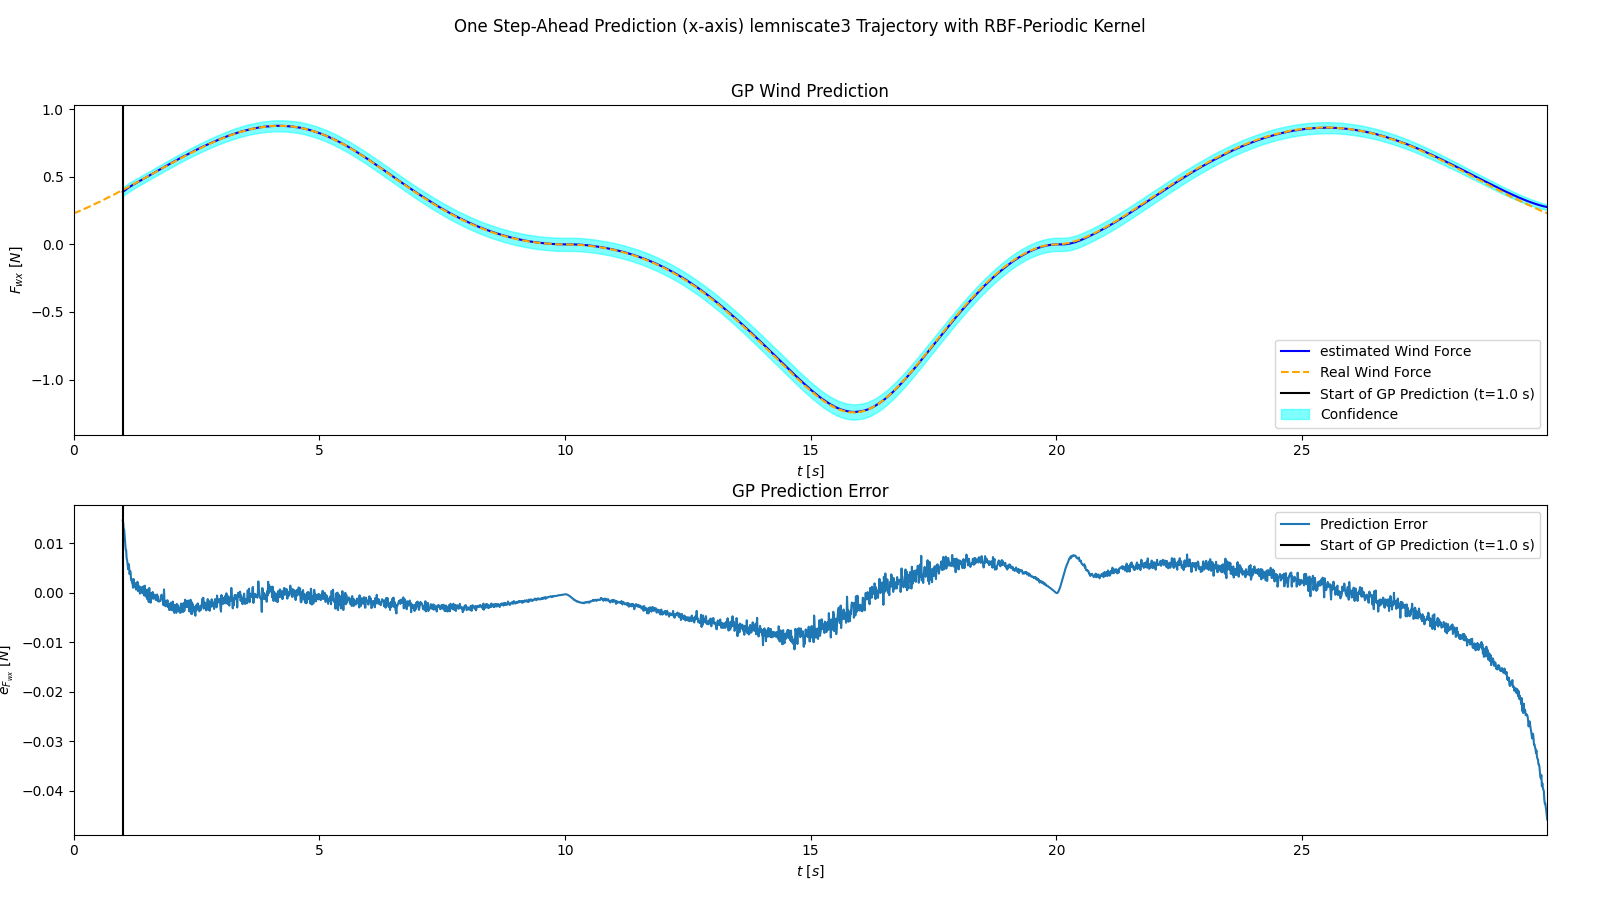 One Step-Ahead Prediction (x-axis) lemniscate3 Trajectory with RBF-Periodic Kernel
GP Wind Prediction
1.0
0.5
0.0
−0.5
−1.0
F_wx [N]
estimated Wind Force
Real Wind Force
Start of GP Prediction (t=1.0 s)
Confidence
0 5 10 15 20 25
t [s]
GP Prediction Error
0.01
0.00
−0.01
−0.02
−0.03
−0.04
e_F_wx [N]
Prediction Error
Start of GP Prediction (t=1.0 s)
0 5 10 15 20 25
t [s]